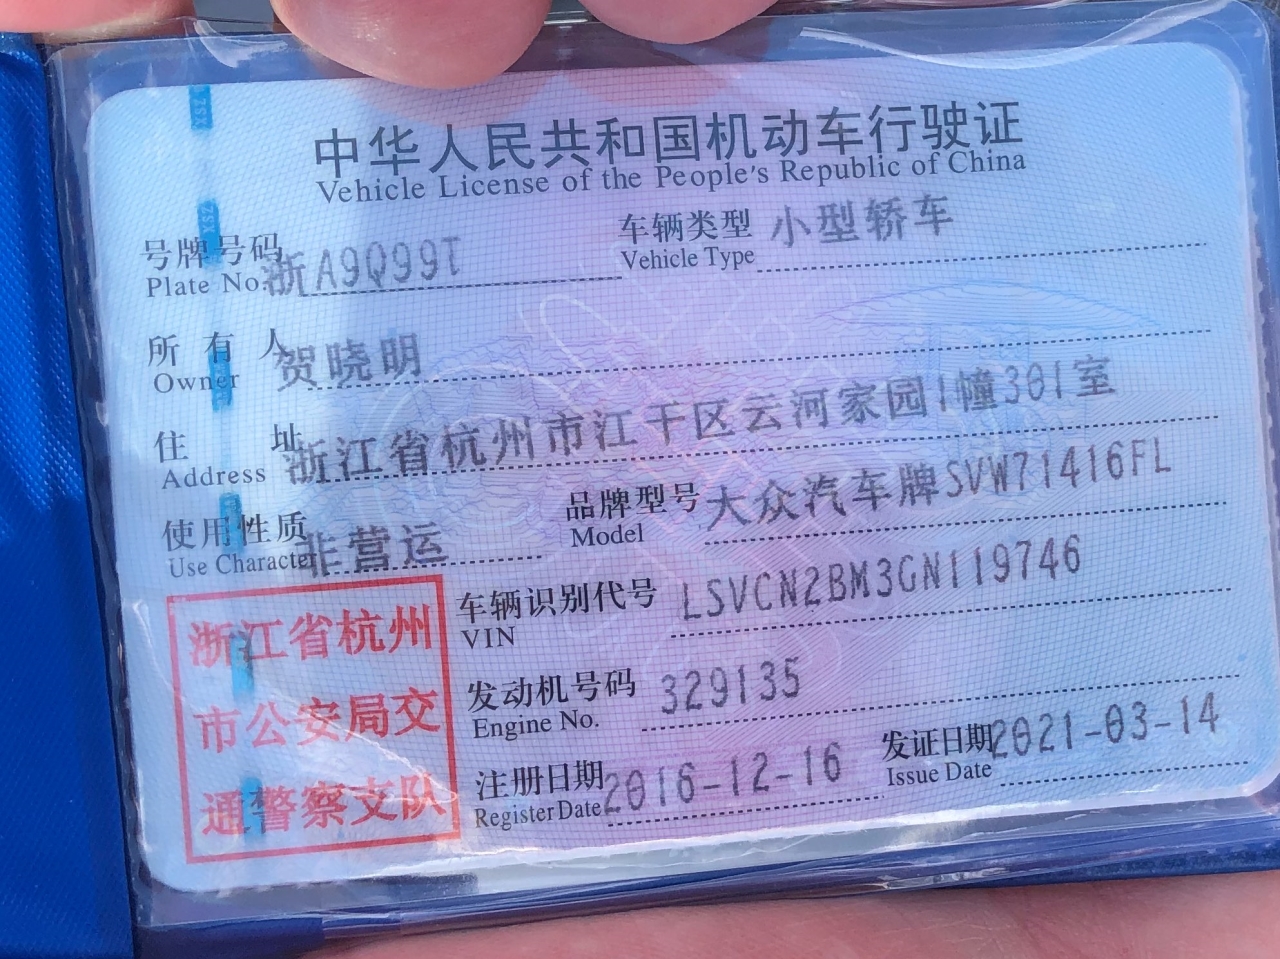 中华人民共和国机动车行驶证
Vehicle License of the People's Republic of China
号牌号码 浙A9Q99T 车辆类型 小型轿车
Plate No. Vehicle Type
所有人 贺晓明
Owner
住址 浙江省杭州市江干区云河家园1幢301室
Address
使用性质 非营运 品牌型号 大众汽车牌SVW71416FL
Use Character Model
车辆识别代号 LSVCN2BM3GN119746
VIN
发动机号码 329135
Engine No.
注册日期 2016-12-16 发证日期 2021-03-14
Register Date Issue Date
浙江省杭州
市公安局交
通警察支队